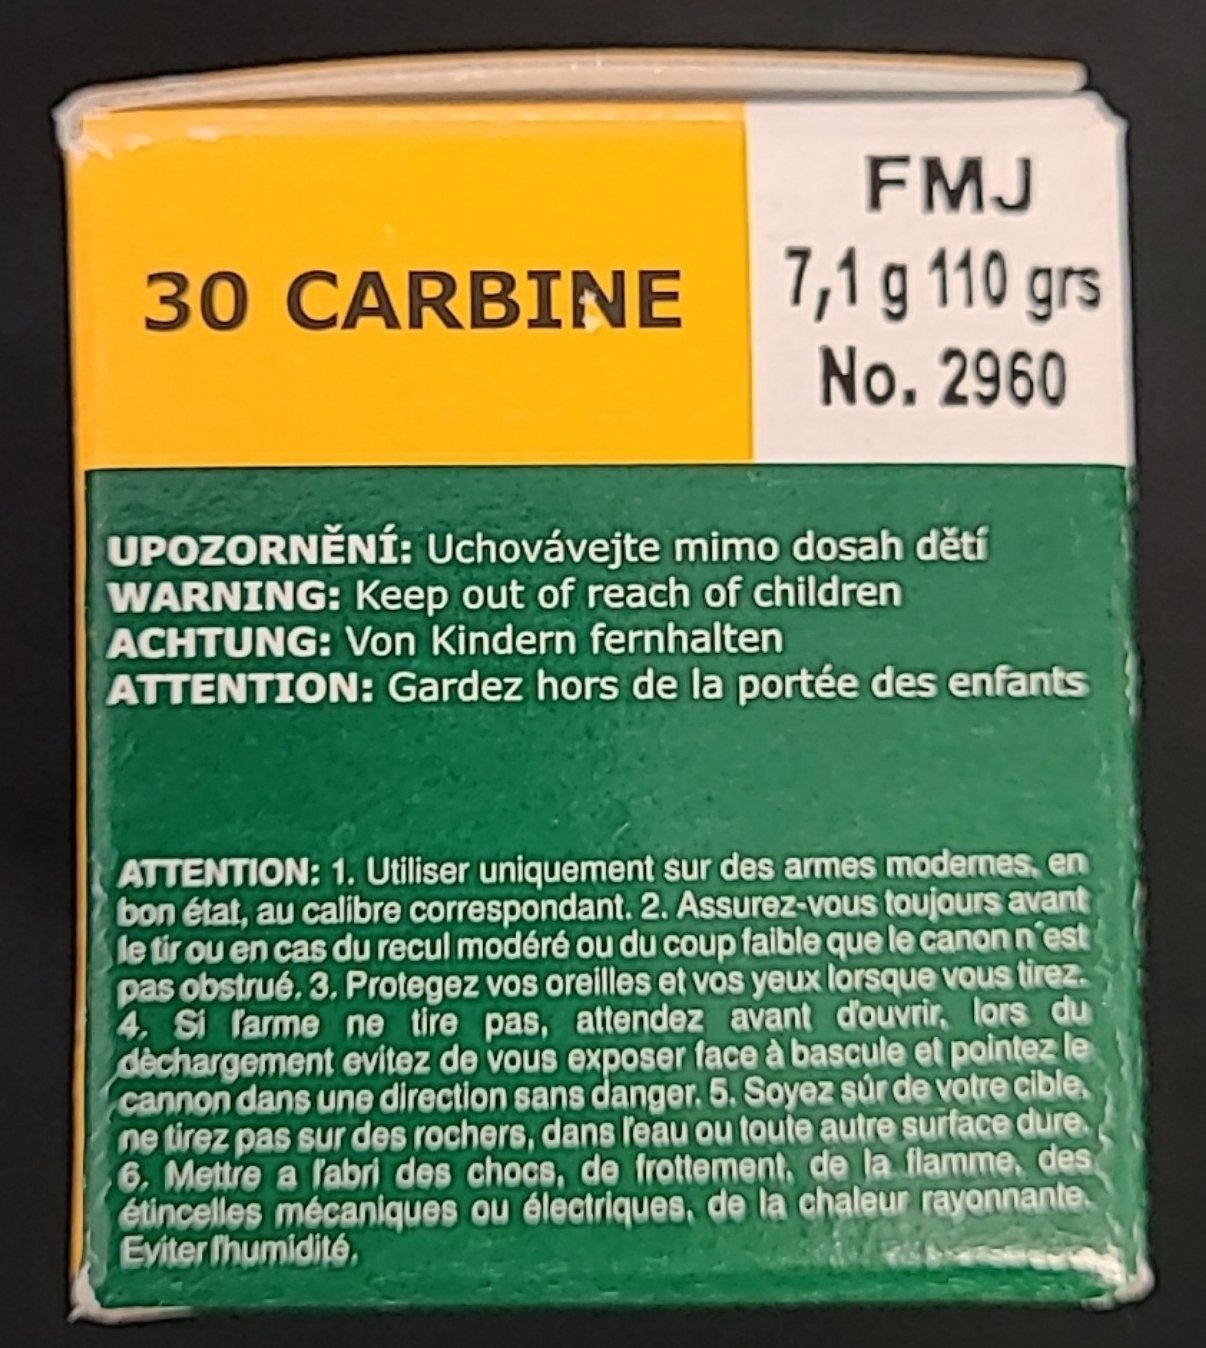 30 CARBINE
FMJ
7,1 g 110 grs
No. 2960
UPOZORNĚNÍ: Uchovávejte mimo dosah dětí
WARNING: Keep out of reach of children
ACHTUNG: Von Kindern fernhalten
ATTENTION: Gardez hors de la portée des enfants
ATTENTION: 1. Utiliser uniquement sur des armes modernes, en
bon état, au calibre correspondant. 2. Assurez-vous toujours avant
le tir ou en cas du recul modéré ou du coup faible que le canon n´est
pas obstrué. 3. Protegez vos oreilles et vos yeux lorsque vous tirez.
4. Si l'arme ne tire pas, attendez avant d'ouvrir, lors du
dèchargement evitez de vous exposer face à bascule et pointez le
cannon dans une direction sans danger. 5. Soyez sûr de votre cible,
ne tirez pas sur des rochers, dans l'eau ou toute autre surface dure.
6. Mettre a l'abri des chocs, de frottement, de la flamme, des
étincelles mécaniques ou électriques, de la chaleur rayonnante.
Eviter l'humidité.